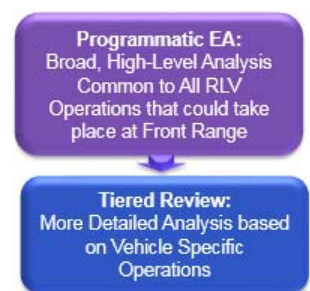 Programmatic EA:
Broad, High-Level Analysis
Common to All RLV
Operations that could take
place at Front Range
Tiered Review:
More Detailed Analysis based
on Vehicle Specific
Operations